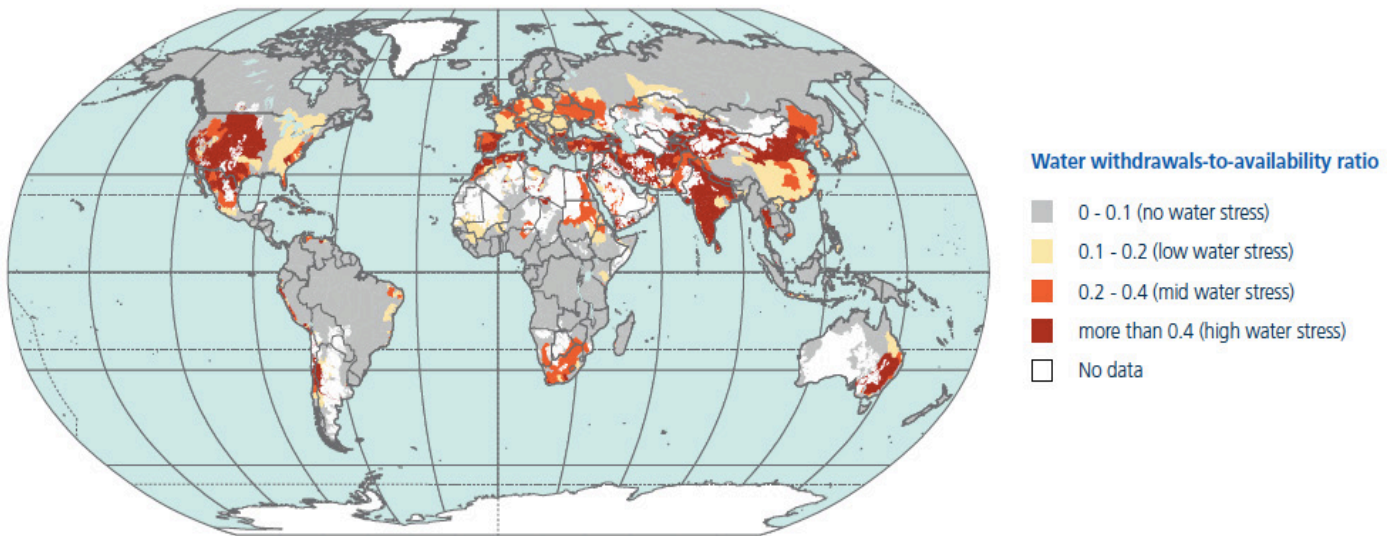 Water withdrawals-to-availability ratio
0 - 0.1 (no water stress)
0.1 - 0.2 (low water stress)
0.2 - 0.4 (mid water stress)
more than 0.4 (high water stress)
No data